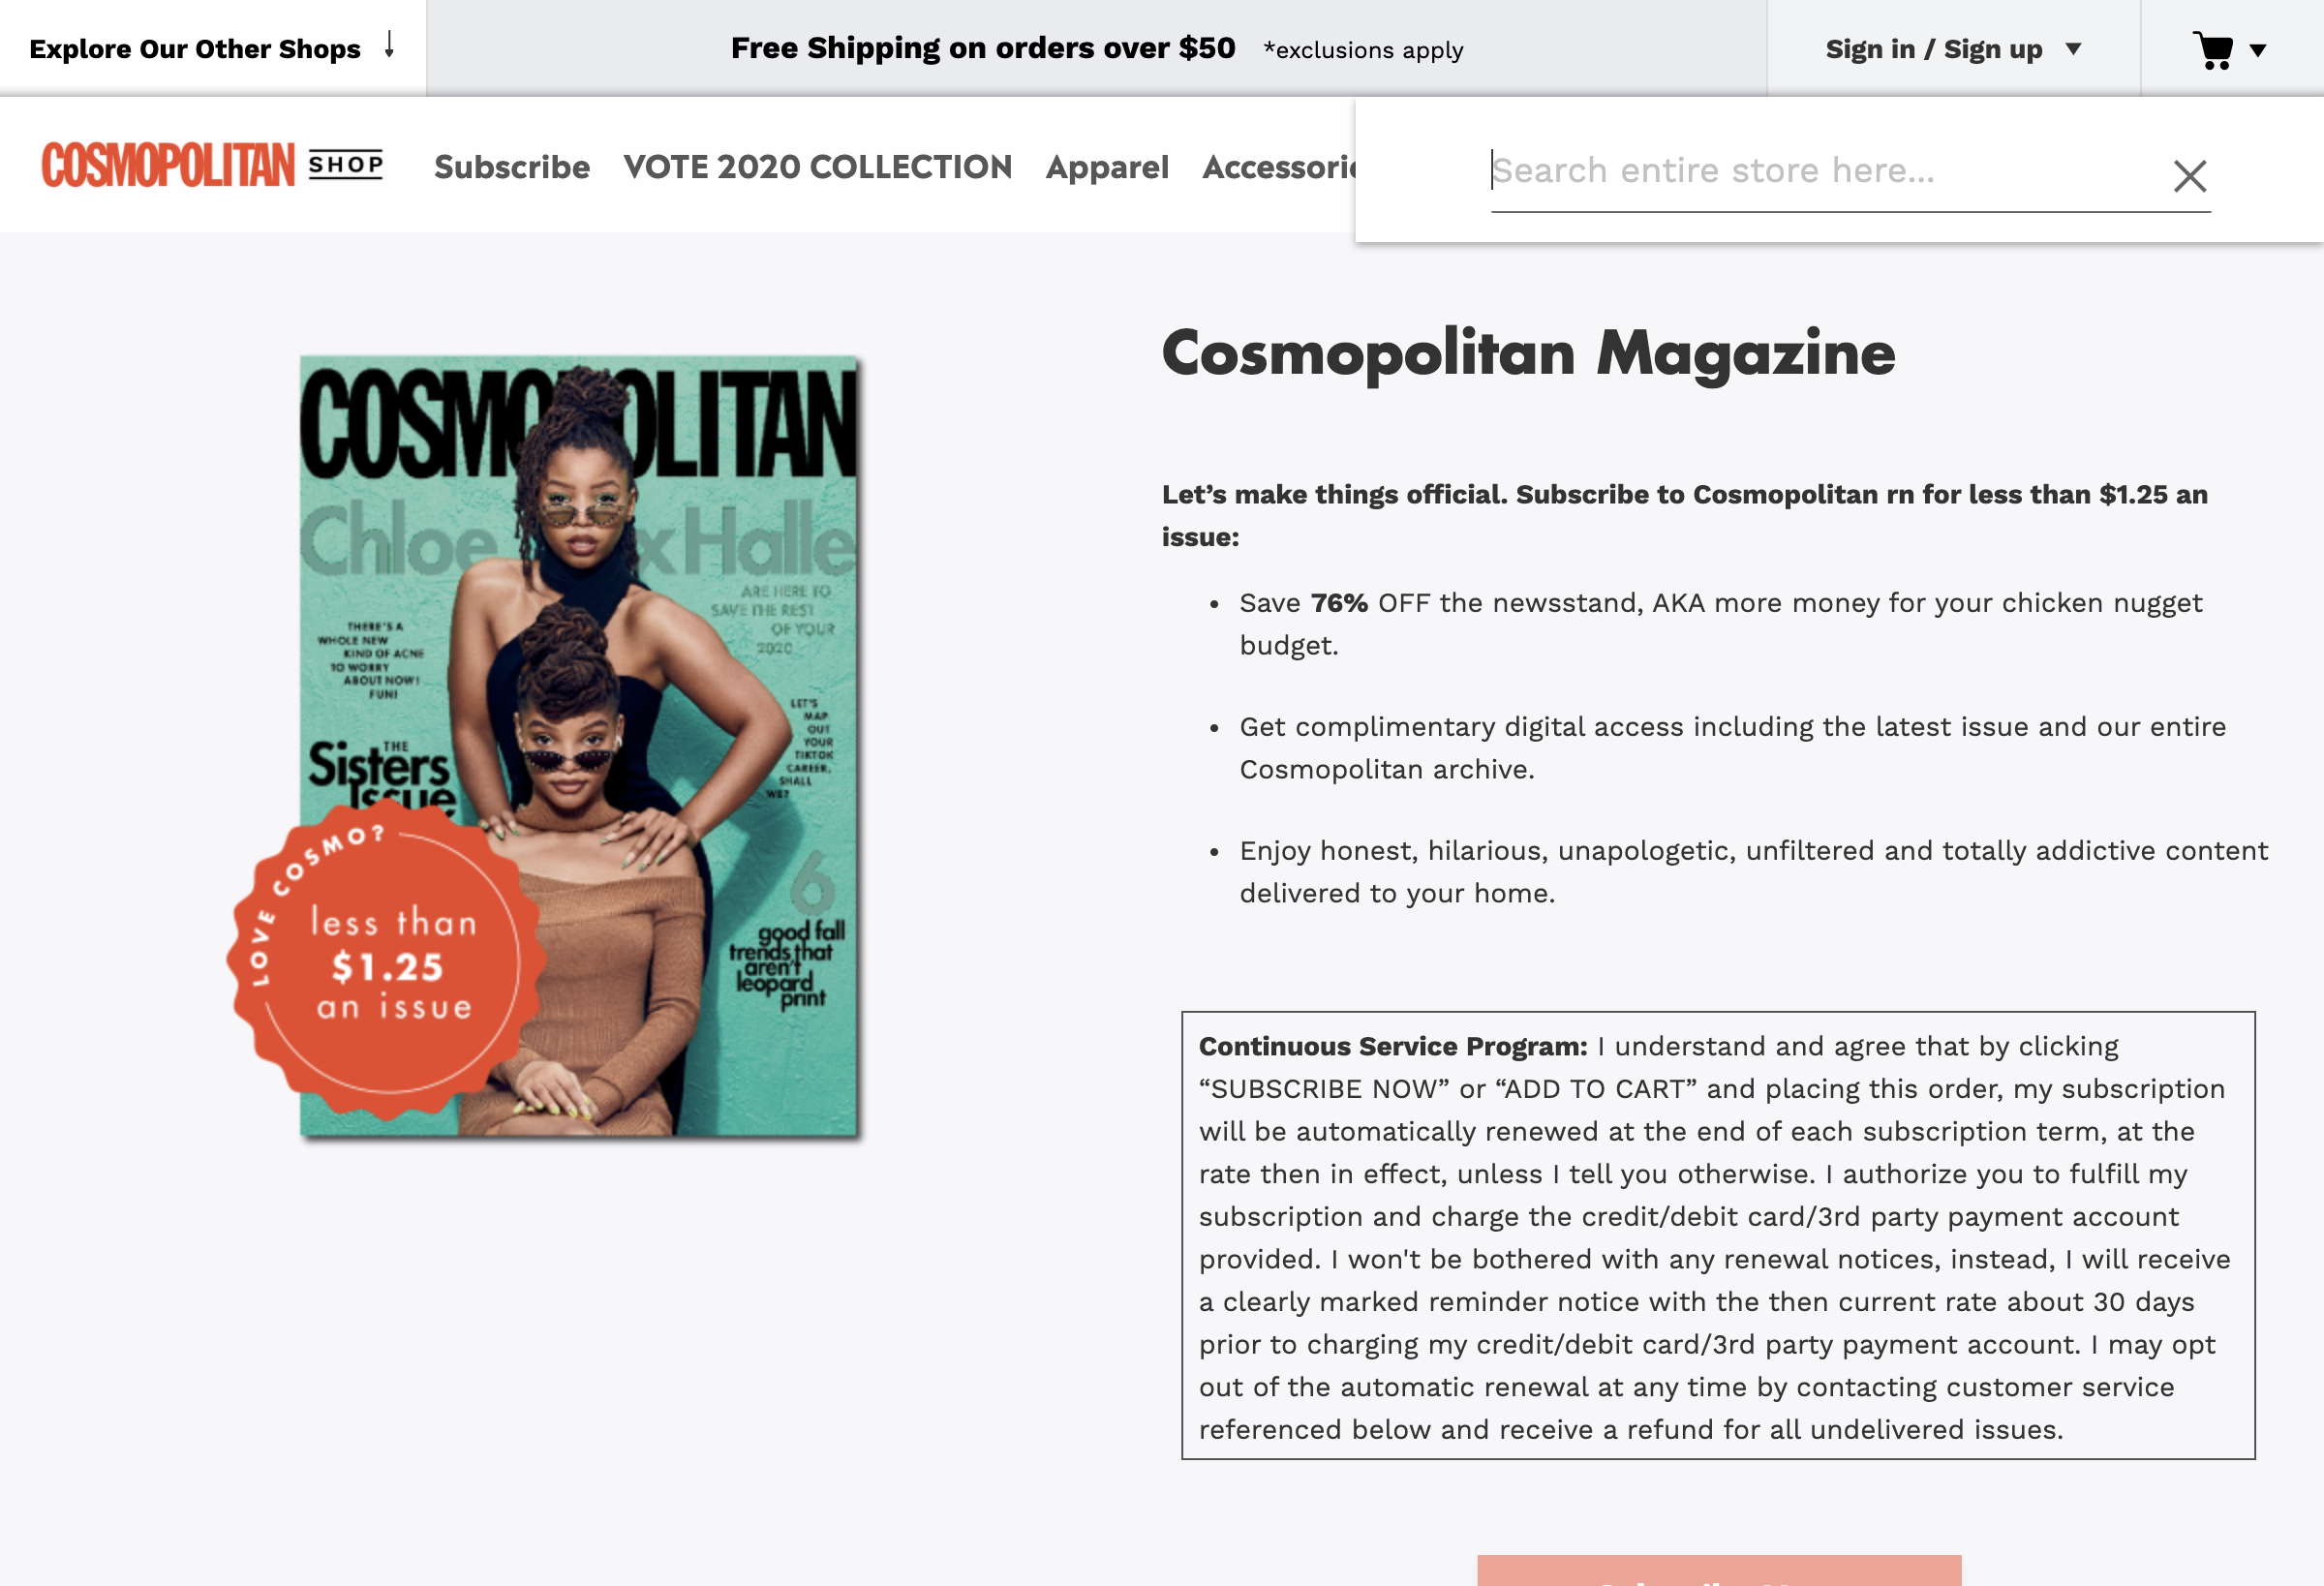 Explore Our Other Shops ↓
Free Shipping on orders over $50 *exclusions apply
Sign in / Sign up
COSMOPOLITAN SHOP
Subscribe
VOTE 2020 COLLECTION
Apparel
Search entire store here...
COSMOPOLITAN
Chloe x Halle
ARE HERE TO
SAVE THE REST
OF YOUR
2020
THERE'S A
WHOLE NEW
KIND OF ACNE
TO WORRY
ABOUT NOW!
FUN!
LET'S
MAP
OUT
YOUR
TIKTOK
CAREER,
SHALL
WE?
THE
Sisters
Issue
6
good fall
trends that
aren't
leopard
print
LOVE COSMO?
less than
$1.25
an issue
Cosmopolitan Magazine
Let’s make things official. Subscribe to Cosmopolitan rn for less than $1.25 an
issue:
• Save 76% OFF the newsstand, AKA more money for your chicken nugget
budget.
• Get complimentary digital access including the latest issue and our entire
Cosmopolitan archive.
• Enjoy honest, hilarious, unapologetic, unfiltered and totally addictive content
delivered to your home.
Continuous Service Program: I understand and agree that by clicking
“SUBSCRIBE NOW” or “ADD TO CART” and placing this order, my subscription
will be automatically renewed at the end of each subscription term, at the
rate then in effect, unless I tell you otherwise. I authorize you to fulfill my
subscription and charge the credit/debit card/3rd party payment account
provided. I won't be bothered with any renewal notices, instead, I will receive
a clearly marked reminder notice with the then current rate about 30 days
prior to charging my credit/debit card/3rd party payment account. I may opt
out of the automatic renewal at any time by contacting customer service
referenced below and receive a refund for all undelivered issues.